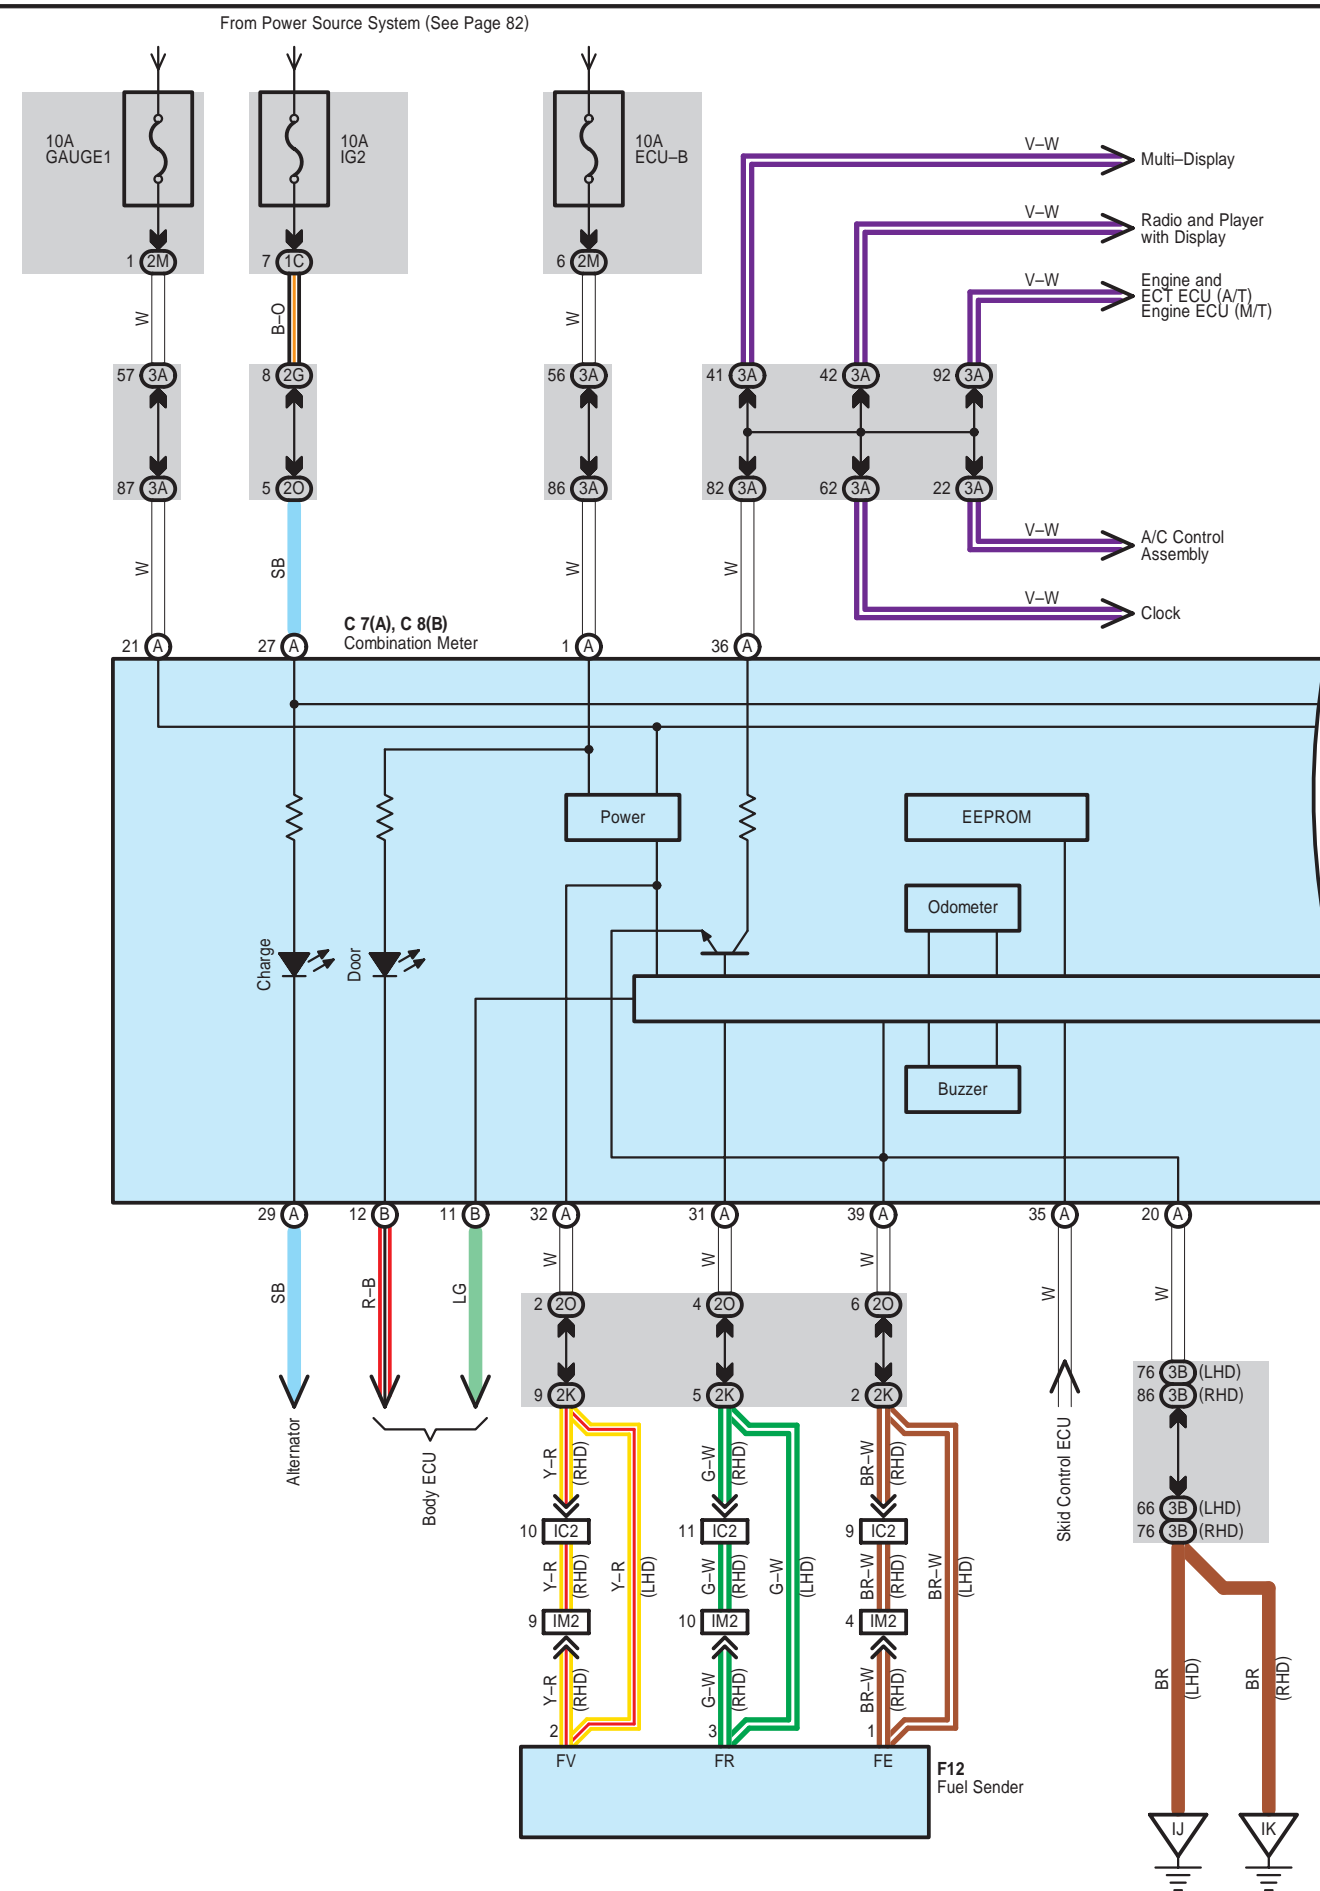 From Power Source System (See Page 82)
10A
GAUGE1
10A
IG2
10A
ECU–B
1 2M
7 1C
6 2M
V–W
Multi–Display
V–W
Radio and Player
with Display
V–W
Engine and
ECT ECU (A/T)
Engine ECU (M/T)
W
B–O
W
57 3A
8 2G
56 3A
41 3A
42 3A
92 3A
87 3A
5 2O
86 3A
82 3A
62 3A
22 3A
V–W
A/C Control
Assembly
V–W
Clock
W
SB
W
W
C 7(A), C 8(B)
Combination Meter
21 A
27 A
1 A
36 A
Power
EEPROM
Odometer
Charge
Door
Buzzer
29 A
12 B
11 B
32 A
31 A
39 A
35 A
20 A
SB
R–B
LG
W
W
W
W
W
2 2O
4 2O
6 2O
9 2K
5 2K
2 2K
76 3B (LHD)
86 3B (RHD)
66 3B (LHD)
76 3B (RHD)
Alternator
Body ECU
Skid Control ECU
Y–R
(RHD)
G–W
(RHD)
BR–W
(RHD)
10 IC2
11 IC2
9 IC2
Y–R
(RHD)
Y–R
(LHD)
G–W
(RHD)
G–W
(LHD)
BR–W
(RHD)
BR–W
(LHD)
9 IM2
10 IM2
4 IM2
Y–R
(RHD)
G–W
(RHD)
BR–W
(RHD)
BR
(LHD)
BR
(RHD)
2
3
1
FV
FR
FE
F12
Fuel Sender
IJ
IK